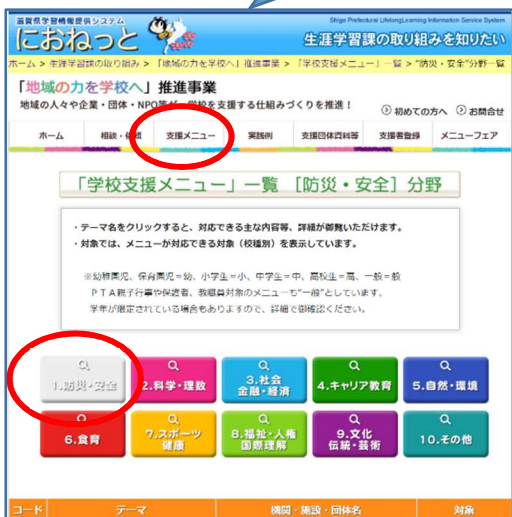 滋賀県学習情報提供システム
におねっと
Shiga Prefectural LifelongLearning Information Service System
生涯学習課の取り組みを知りたい
ホーム > 生涯学習課の取り組み > 「地域の力を学校へ」推進事業 > 「学校支援メニュー」一覧 > "防災・安全"分野一覧
「地域の力を学校へ」推進事業
地域の人々や企業・団体・NPO等が、学校を支援する仕組みづくりを推進！
初めての方へ お問合せ
ホーム 相談・依頼 支援メニュー 実践例 支援団体資料等 支援者登録 メニューフェア
「学校支援メニュー」一覧 ［防災・安全］分野
・テーマ名をクリックすると、対応できる主な内容等、詳細が御覧いただけます。
・対象では、メニューが対応できる対象（校種別）を表示しています。
※幼稚園児、保育園児=幼、小学生=小、中学生=中、高校生=高、一般=般
ＰＴＡ親子行事や保護者、教職員対象のメニューも"一般"としています。
学年が限定されている場合もありますので、詳細で御確認ください。
1.防災・安全
2.科学・理数
3.社会
金融・経済
4.キャリア教育
5.自然・環境
6.食育
7.スポーツ
健康
8.福祉・人権
国際理解
9.文化
伝統・芸術
10.その他
コード テーマ 機関・施設・団体名 対象